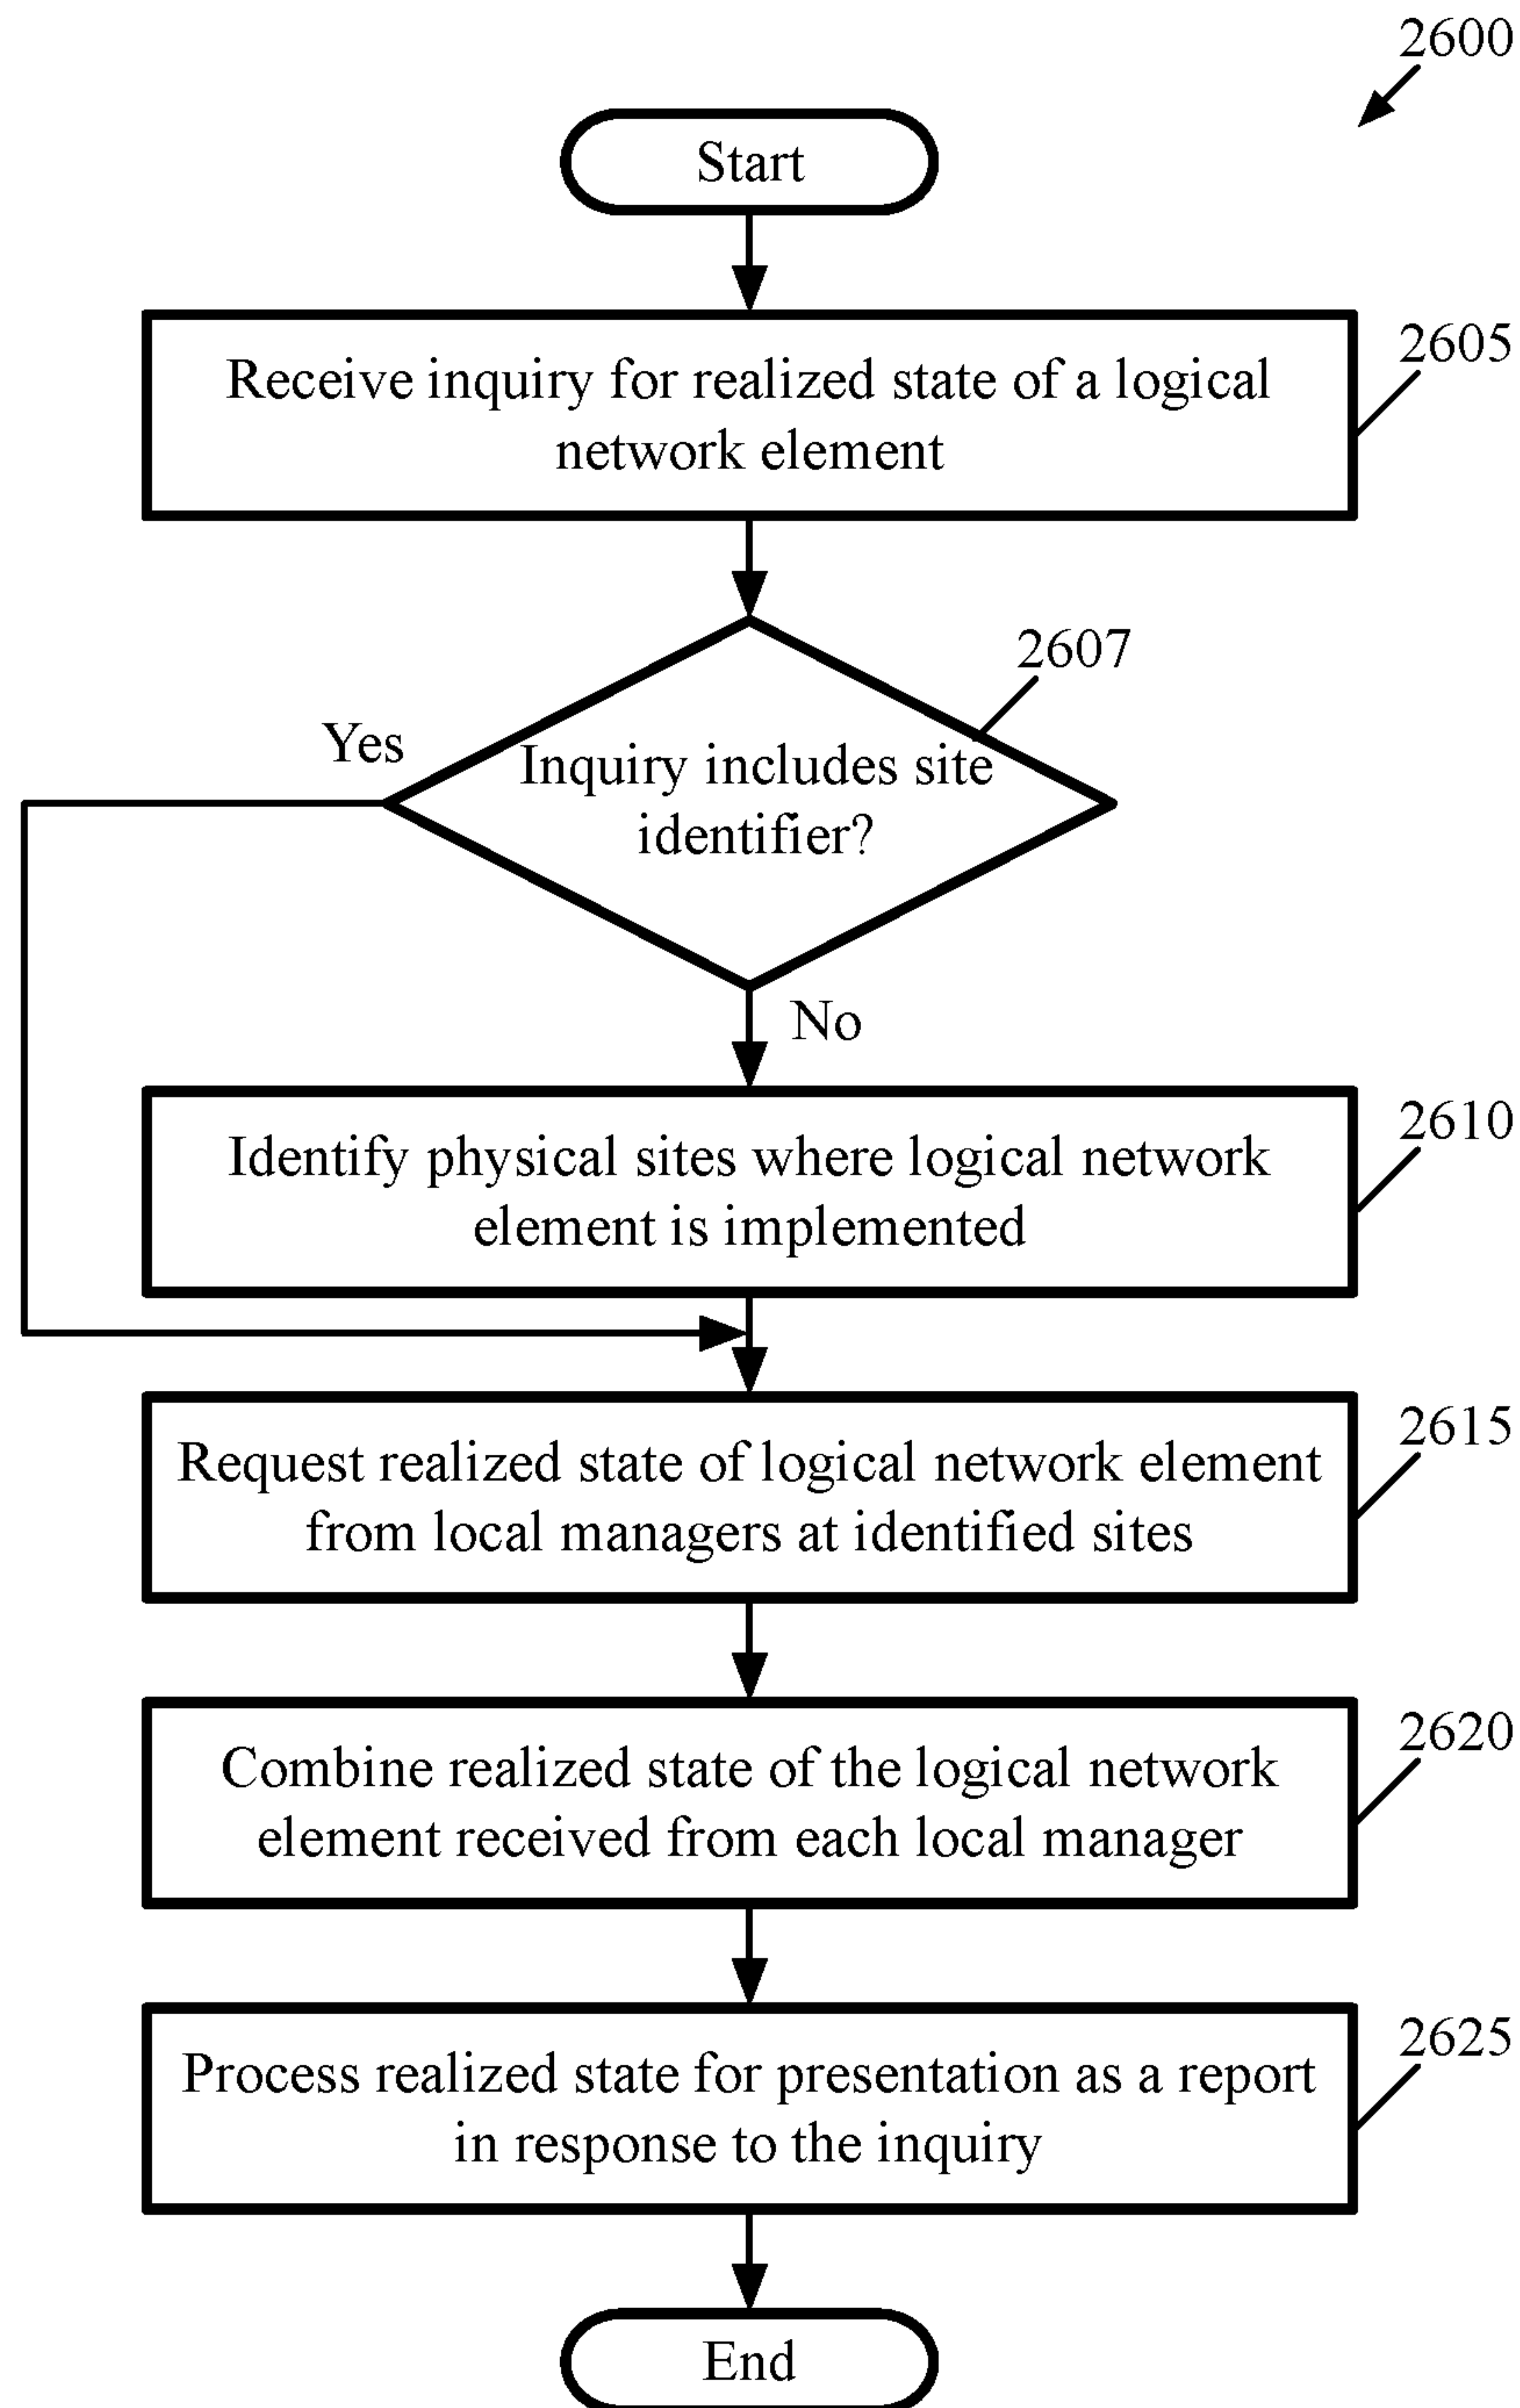 2600
Start
Receive inquiry for realized state of a logical
network element
2605
2607
Yes
Inquiry includes site
identifier?
No
Identify physical sites where logical network
element is implemented
2610
Request realized state of logical network element
from local managers at identified sites
2615
Combine realized state of the logical network
element received from each local manager
2620
Process realized state for presentation as a report
in response to the inquiry
2625
End